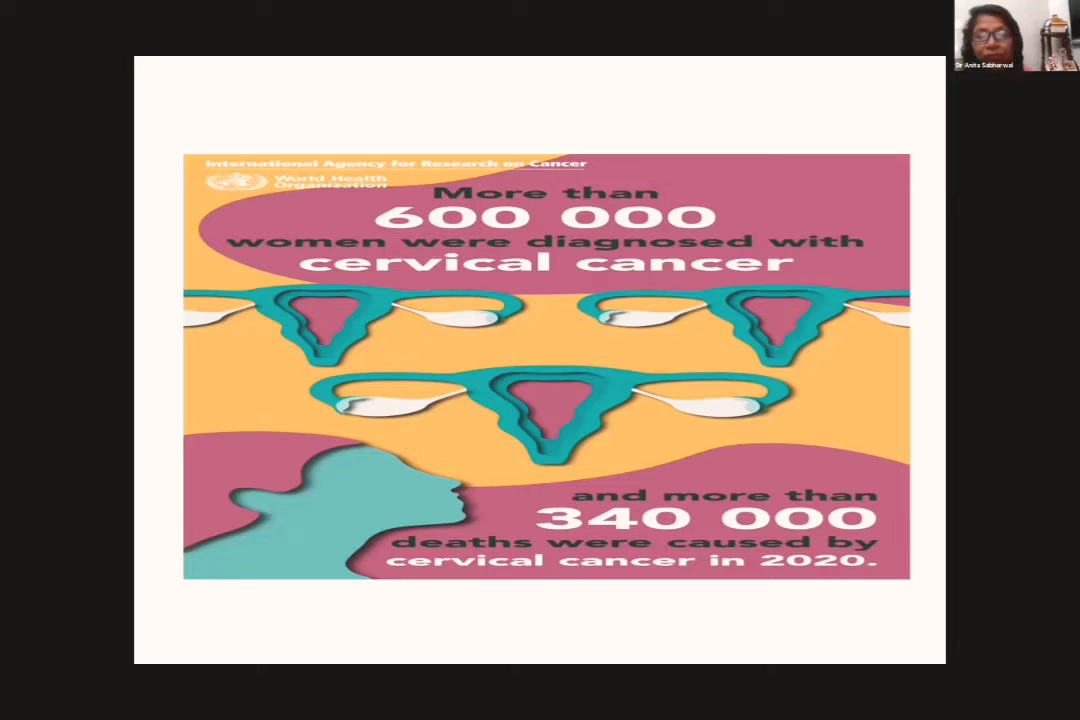 Dr Anita Sabharwal
International Agency for Research on Cancer
World Health
Organization
More than
600 000
women were diagnosed with
cervical cancer
and more than
340 000
deaths were caused by
cervical cancer in 2020.